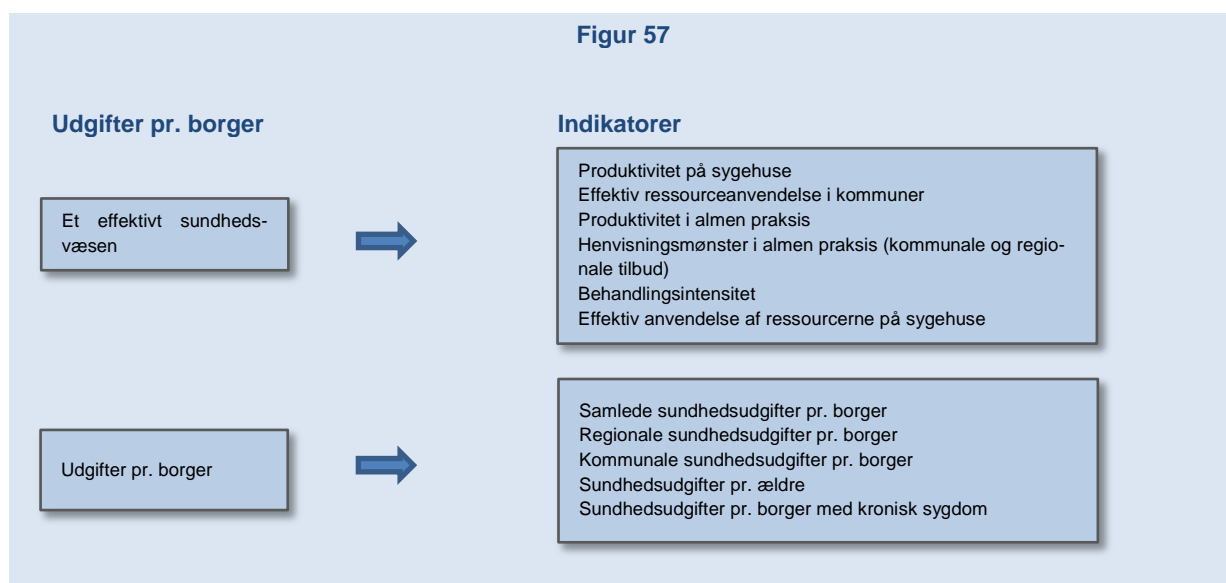 Figur 57
Udgifter pr. borger
Indikatorer
Et effektivt sundheds-
væsen
Produktivitet på sygehuse
Effektiv ressourceanvendelse i kommuner
Produktivitet i almen praksis
Henvisningsmønster i almen praksis (kommunale og regio-
nale tilbud)
Behandlingsintensitet
Effektiv anvendelse af ressourcerne på sygehuse
Udgifter pr. borger
Samlede sundhedsudgifter pr. borger
Regionale sundhedsudgifter pr. borger
Kommunale sundhedsudgifter pr. borger
Sundhedsudgifter pr. ældre
Sundhedsudgifter pr. borger med kronisk sygdom